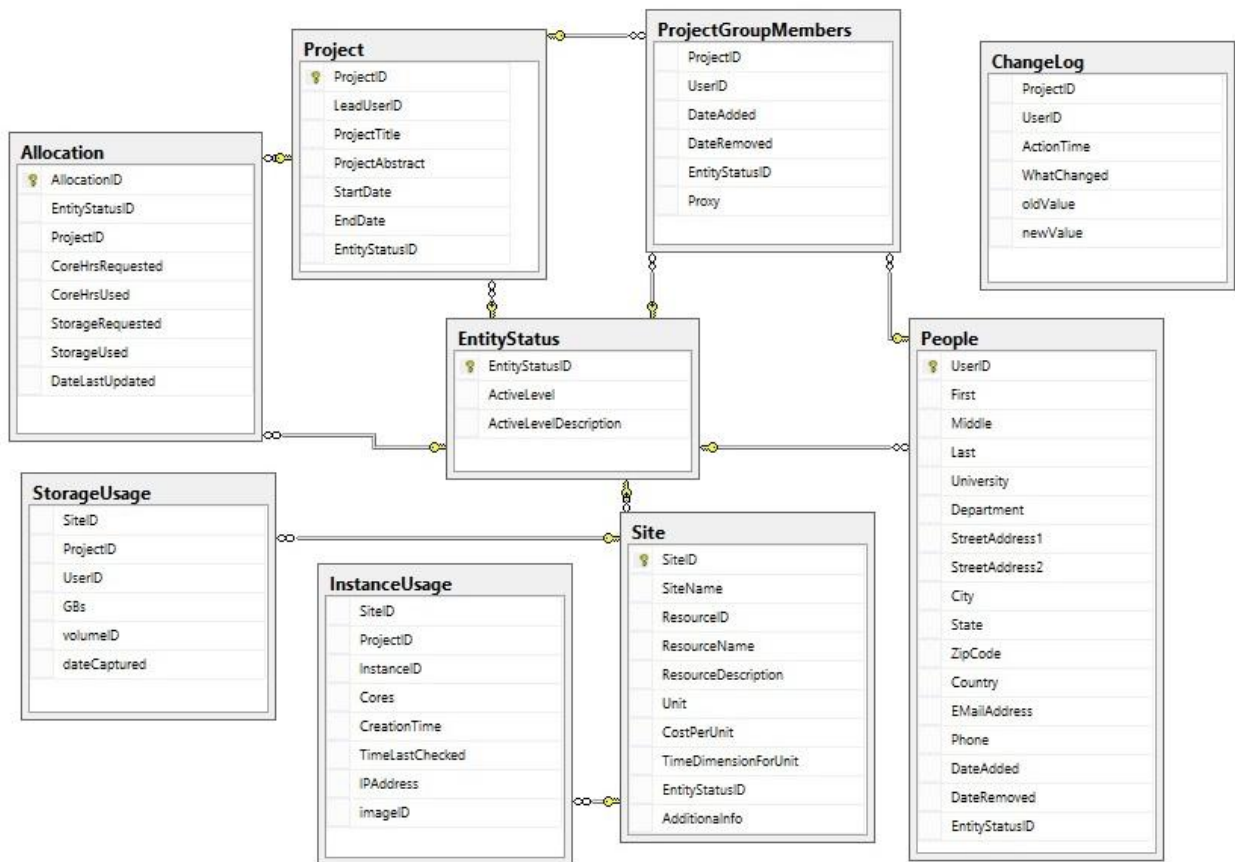 Project
ProjectID
LeadUserID
ProjectTitle
ProjectAbstract
StartDate
EndDate
EntityStatusID
ProjectGroupMembers
ProjectID
UserID
DateAdded
DateRemoved
EntityStatusID
Proxy
ChangeLog
ProjectID
UserID
ActionTime
WhatChanged
oldValue
newValue
Allocation
AllocationID
EntityStatusID
ProjectID
CoreHrsRequested
CoreHrsUsed
StorageRequested
StorageUsed
DateLastUpdated
EntityStatus
EntityStatusID
ActiveLevel
ActiveLevelDescription
People
UserID
First
Middle
Last
University
Department
StreetAddress1
StreetAddress2
City
State
ZipCode
Country
EMailAddress
Phone
DateAdded
DateRemoved
EntityStatusID
StorageUsage
SiteID
ProjectID
UserID
GBs
volumeID
dateCaptured
InstanceUsage
SiteID
ProjectID
InstanceID
Cores
CreationTime
TimeLastChecked
IPAddress
imageID
Site
SiteID
SiteName
ResourceID
ResourceName
ResourceDescription
Unit
CostPerUnit
TimeDimensionForUnit
EntityStatusID
AdditionalInfo